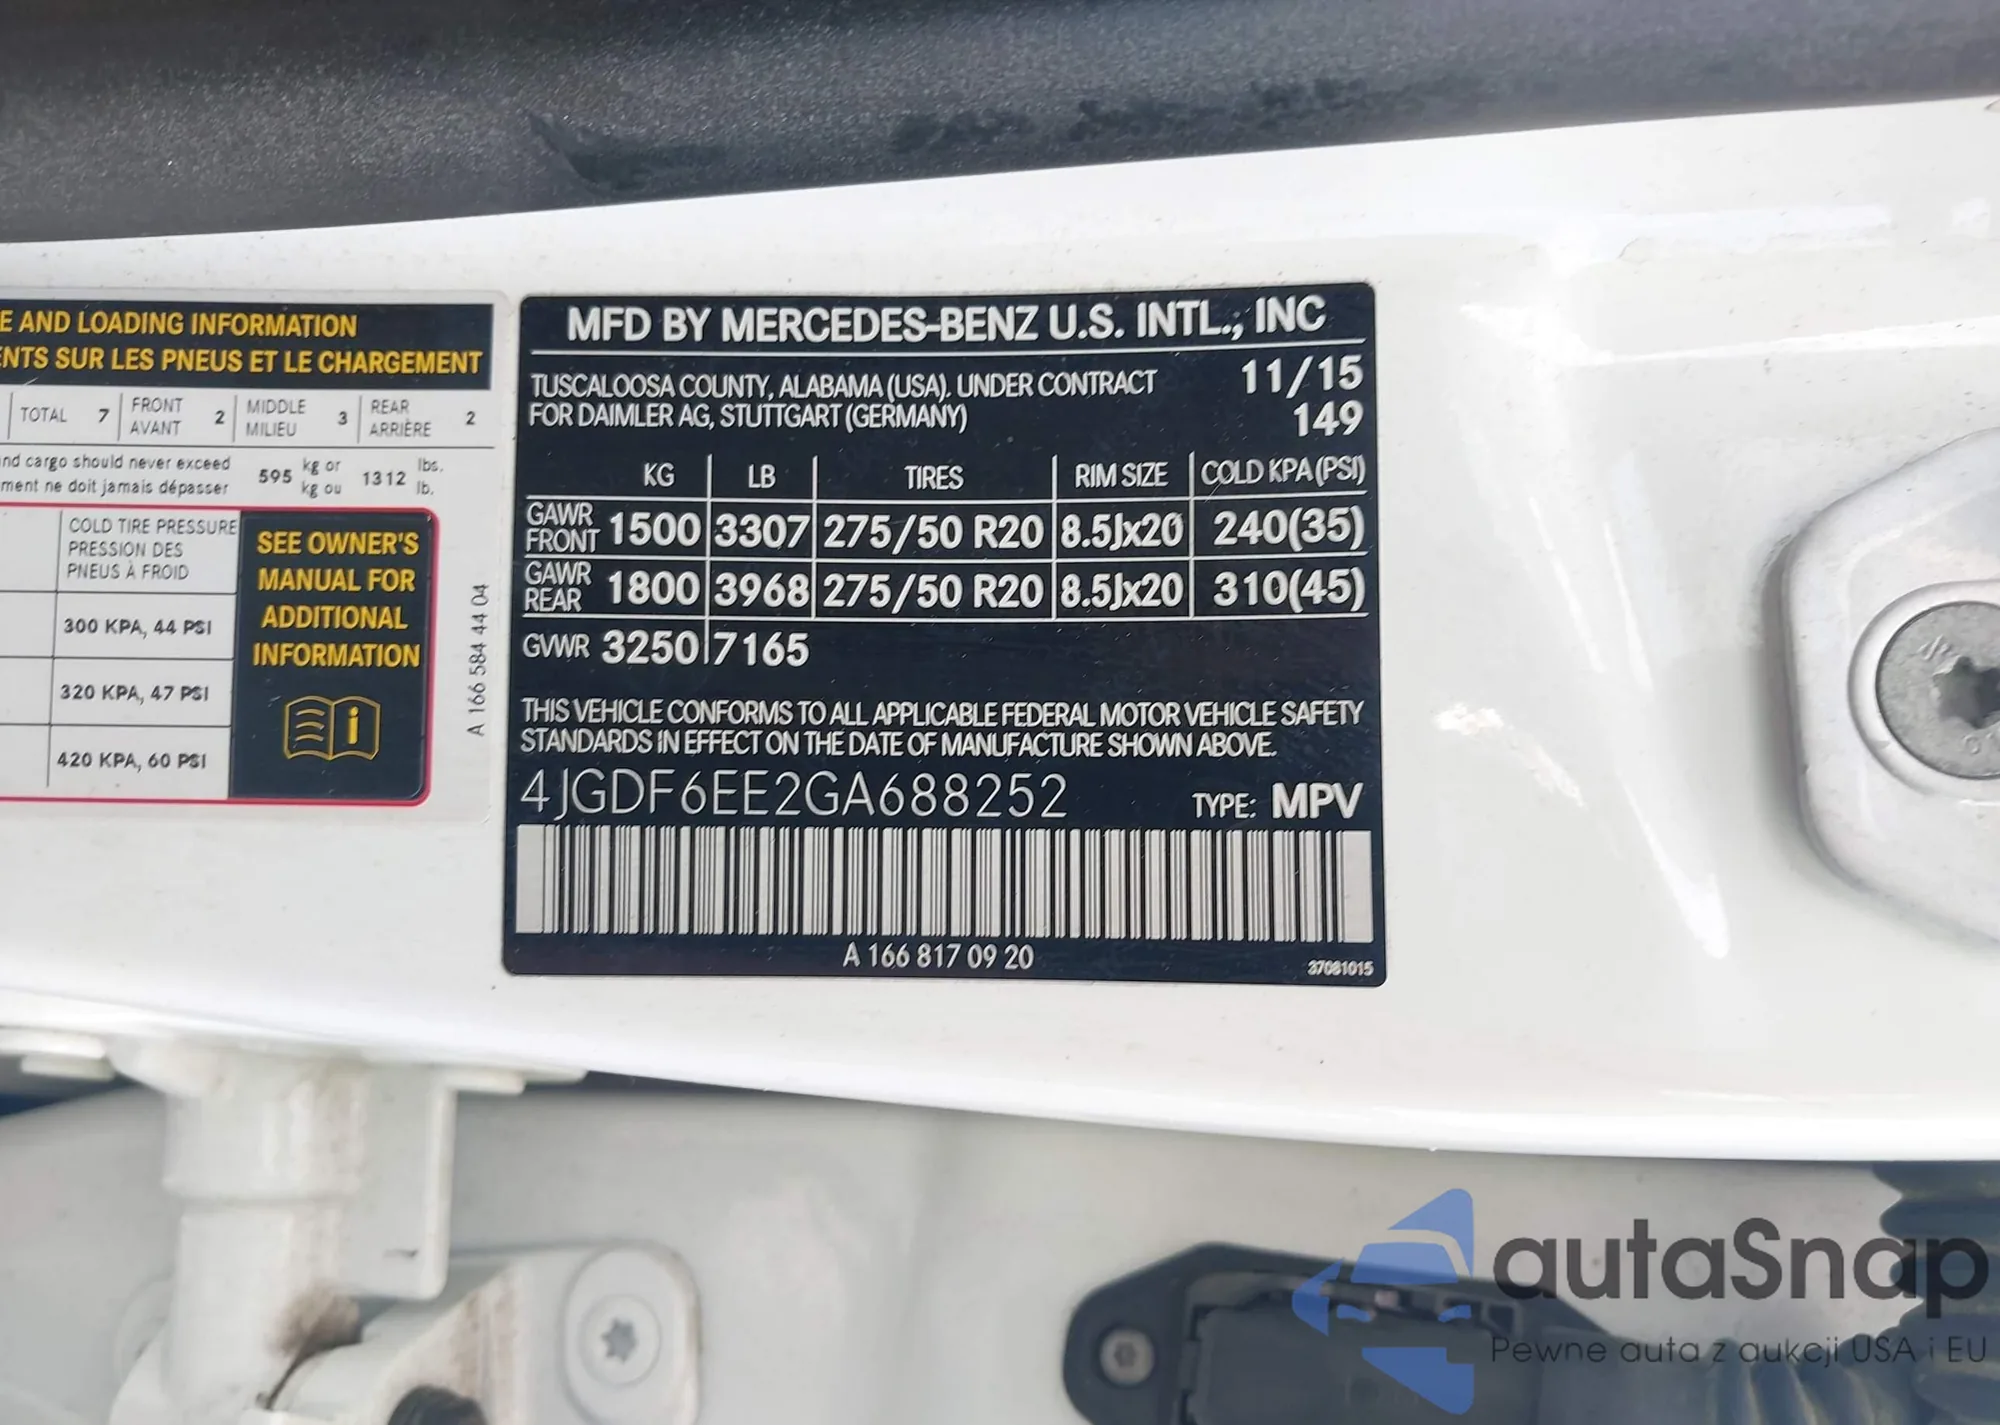 E AND LOADING INFORMATION
ENTS SUR LES PNEUS ET LE CHARGEMENT
TOTAL 7 FRONT AVANT 2 MIDDLE MILIEU 3 REAR ARRIÈRE 2
nd cargo should never exceed 595 kg or 1312 lbs.
ment ne doit jamais dépasser kg ou lb.
COLD TIRE PRESSURE
PRESSION DES
PNEUS À FROID
300 KPA, 44 PSI
320 KPA, 47 PSI
420 KPA, 60 PSI
SEE OWNER'S
MANUAL FOR
ADDITIONAL
INFORMATION
i
A 166 584 44 04
MFD BY MERCEDES-BENZ U.S. INTL., INC
TUSCALOOSA COUNTY, ALABAMA (USA). UNDER CONTRACT 11/15
FOR DAIMLER AG, STUTTGART (GERMANY) 149
KG LB TIRES RIM SIZE COLD KPA (PSI)
GAWR FRONT 1500 3307 275/50 R20 8.5Jx20 240(35)
GAWR REAR 1800 3968 275/50 R20 8.5Jx20 310(45)
GVWR 3250 7165
THIS VEHICLE CONFORMS TO ALL APPLICABLE FEDERAL MOTOR VEHICLE SAFETY
STANDARDS IN EFFECT ON THE DATE OF MANUFACTURE SHOWN ABOVE.
4JGDF6EE2GA688252 TYPE: MPV
A 166 817 09 20
37081015
autaSnap
Pewne auta z aukcji USA i EU